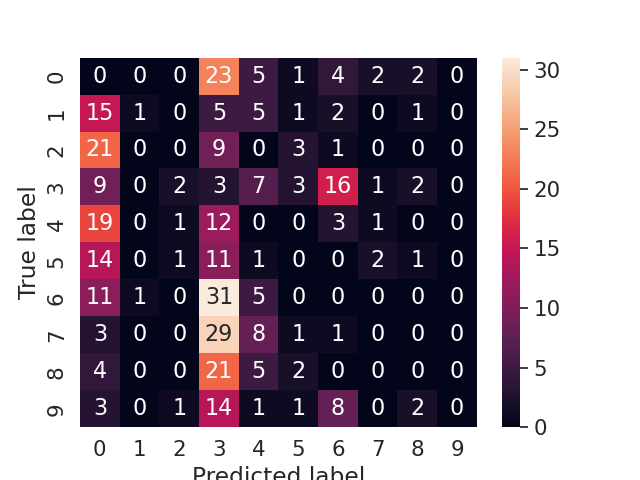 0 0 0 0 23 5 1 4 2 2 0 30
1 15 1 0 5 5 1 2 0 1 0 25
2 21 0 0 9 0 3 1 0 0 0
3 9 0 2 3 7 3 16 1 2 0 20
4 19 0 1 12 0 0 3 1 0 0
5 14 0 1 11 1 0 0 2 1 0 15
6 11 1 0 31 5 0 0 0 0 0 10
7 3 0 0 29 8 1 1 0 0 0
8 4 0 0 21 5 2 0 0 0 0 5
9 3 0 1 14 1 1 8 0 2 0 0
True label
0 1 2 3 4 5 6 7 8 9
Predicted label